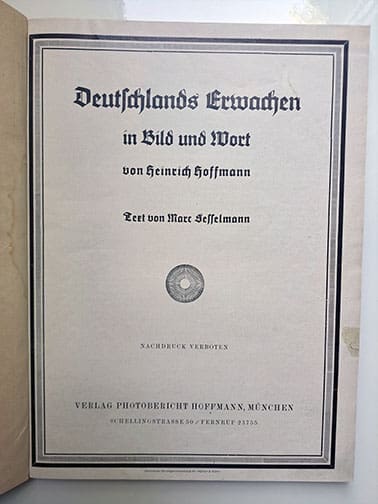 Deutschlands Erwachen
in Bild und Wort
von Heinrich Hoffmann
Text von Marc Sesselmann
NACHDRUCK VERBOTEN
VERLAG PHOTOBERICHT HOFFMANN, MÜNCHEN
SCHELLINGSTRASSE 50 / FERNRUF 23755